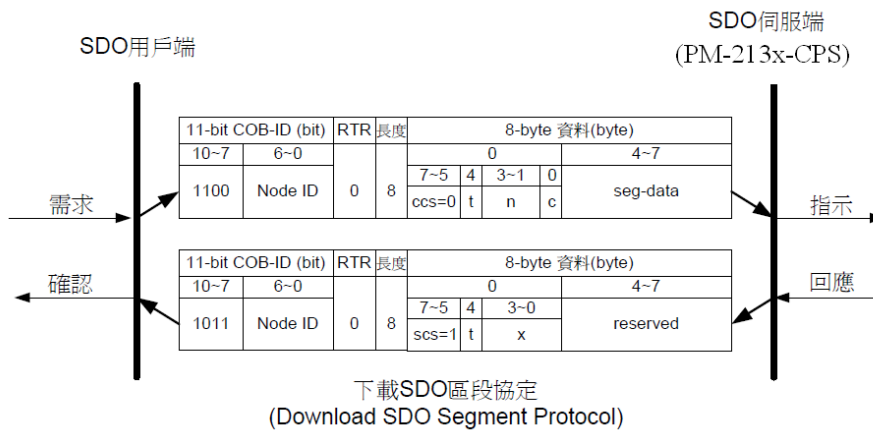 SDO用戶端
SDO伺服端
(PM-213x-CPS)
11-bit COB-ID (bit) RTR 長度 8-byte 資料(byte)
10~7 6~0 0 4~7
7~5 4 3~1 0
1100 Node ID 0 8 seg-data
ccs=0 t n c
需求
指示
11-bit COB-ID (bit) RTR 長度 8-byte 資料(byte)
10~7 6~0 0 4~7
確認
回應
7~5 4 3~0
1011 Node ID 0 8 reserved
scs=1 t x
下載SDO區段協定
(Download SDO Segment Protocol)